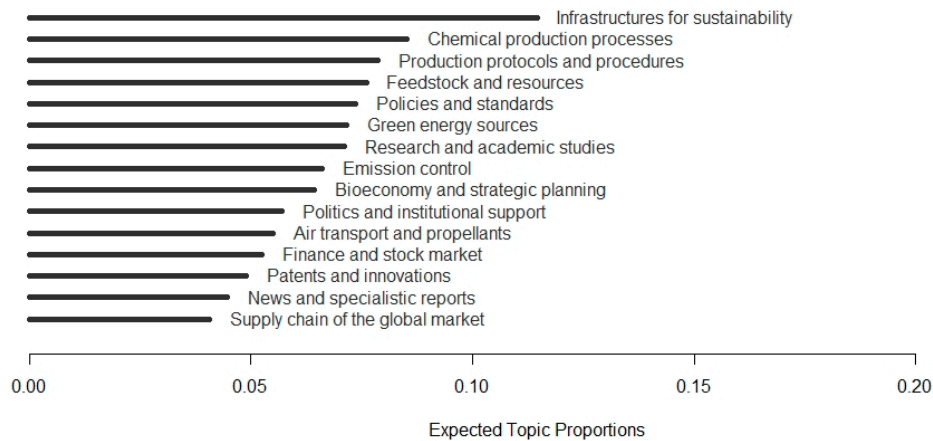 Infrastructures for sustainability
Chemical production processes
Production protocols and procedures
Feedstock and resources
Policies and standards
Green energy sources
Research and academic studies
Emission control
Bioeconomy and strategic planning
Politics and institutional support
Air transport and propellants
Finance and stock market
Patents and innovations
News and specialistic reports
Supply chain of the global market
0.00 0.05 0.10 0.15 0.20
Expected Topic Proportions